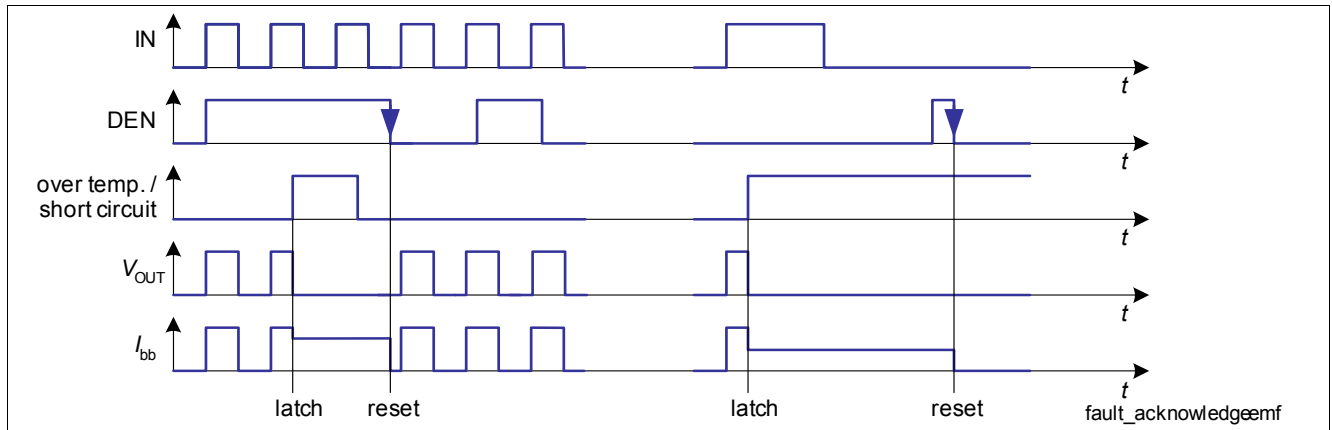 IN
t
DEN
t
over temp. /
short circuit
t
VOUT
t
Ibb
t
latch reset latch reset
fault_acknowledgeemf